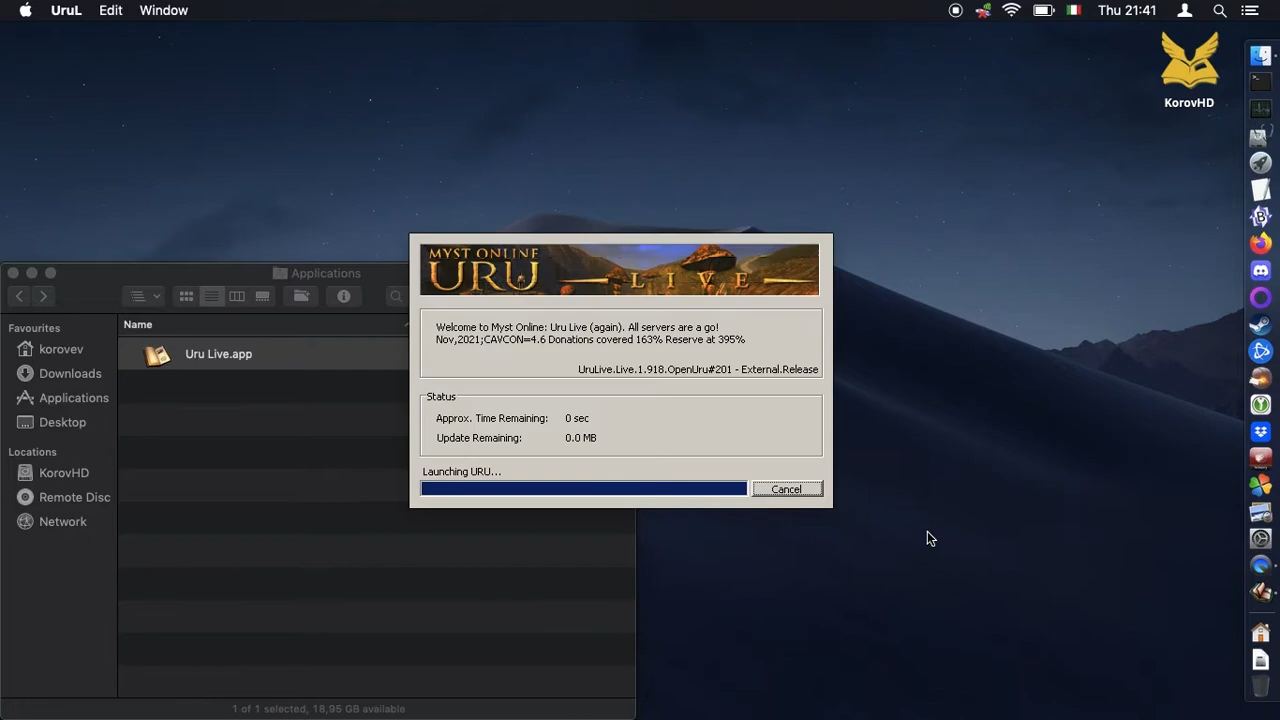 UruL Edit Window Thu 21:41
KorovHD
MYST ONLINE
URU LIVE
Welcome to Myst Online: Uru Live (again). All servers are a go!
Nov,2021;CAVCON=4.6 Donations covered 163% Reserve at 395%
UruLive.Live.1.918.OpenUru#201 - External.Release
Status
Approx. Time Remaining: 0 sec
Update Remaining: 0.0 MB
Launching URU...
Cancel
Applications
Favourites
korovev
Downloads
Applications
Desktop
Locations
KorovHD
Remote Disc
Network
Name
Uru Live.app
1 of 1 selected, 18,95 GB available